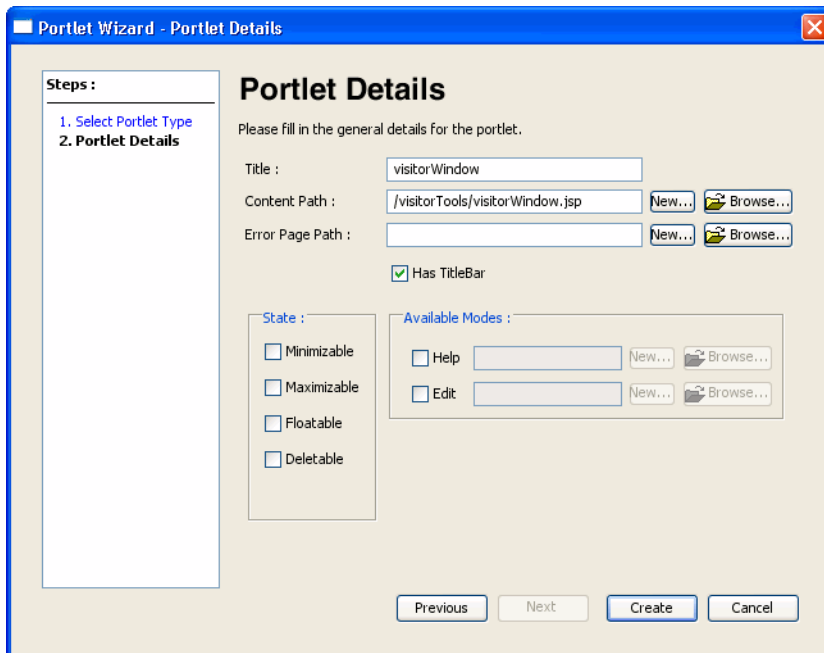 Portlet Wizard - Portlet Details
Steps :
1. Select Portlet Type
2. Portlet Details
Portlet Details
Please fill in the general details for the portlet.
Title : visitorWindow
Content Path : /visitorTools/visitorWindow.jsp New... Browse...
Error Page Path : New... Browse...
Has TitleBar
State :
Minimizable
Maximizable
Floatable
Deletable
Available Modes :
Help New... Browse...
Edit New... Browse...
Previous Next Create Cancel